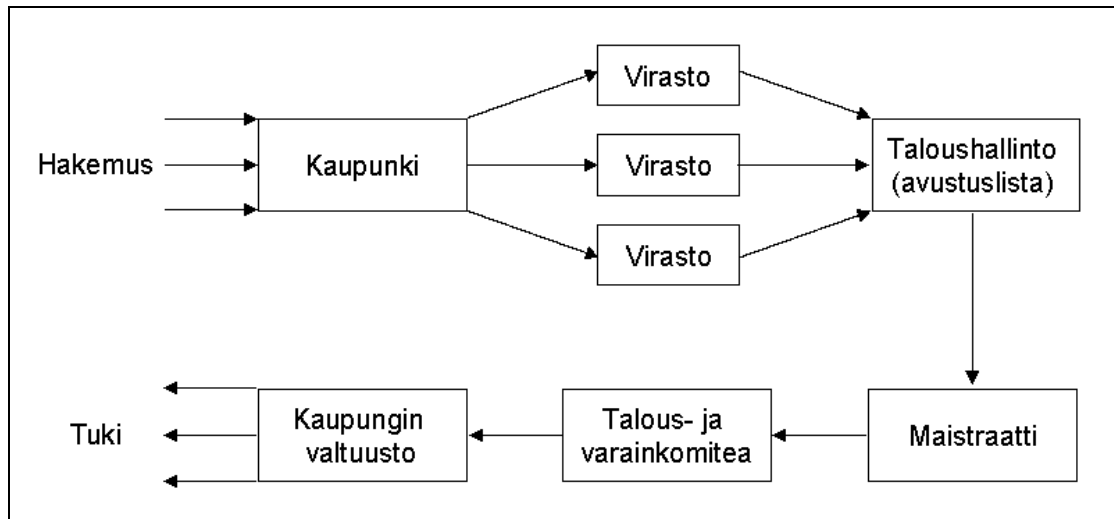 Virasto
Hakemus
Kaupunki
Virasto
Taloushallinto
(avustuslista)
Virasto
Tuki
Kaupungin
valtuusto
Talous- ja
varainkomitea
Maistraatti